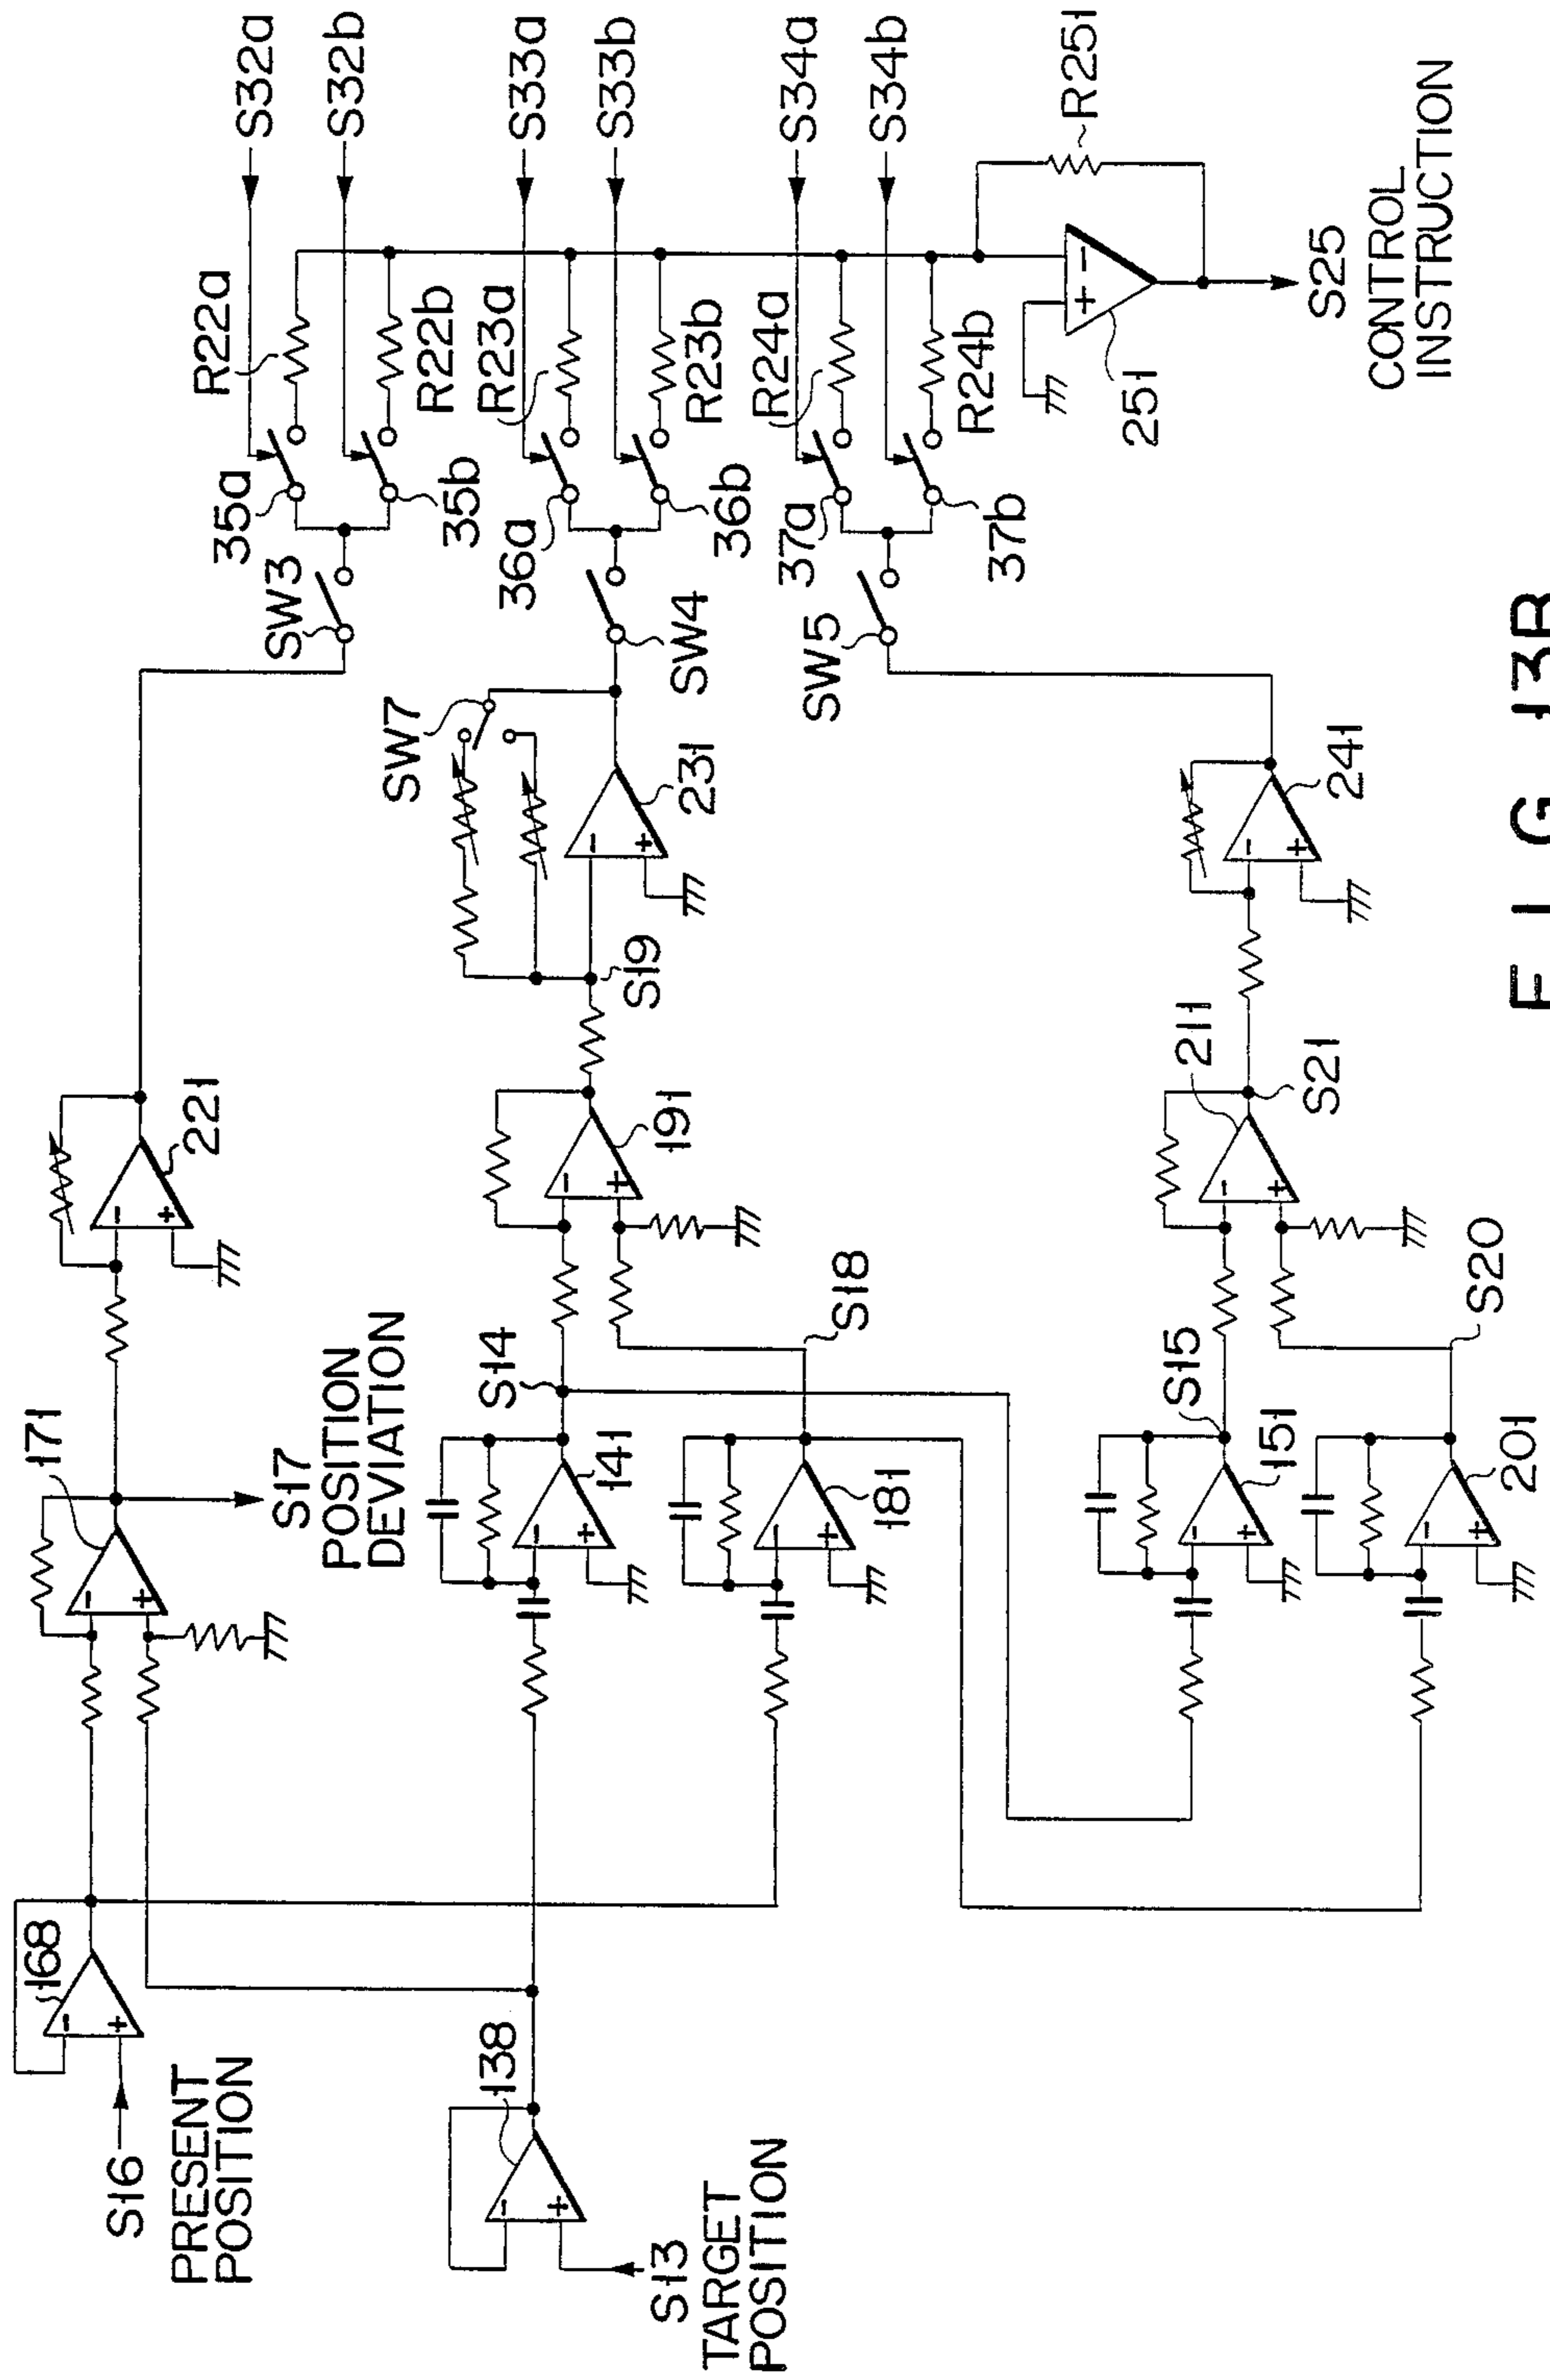 S16
PRESENT
POSITION
168
S13
TARGET
POSITION
138
171
S17
POSITION
DEVIATION
221
S14
141
S18
181
191
S19
SW7
231
S15
151
S20
201
211
S21
241
SW3
SW4
SW5
35a
35b
36a
36b
37a
37b
R22a
R22b
R23a
R23b
R24a
R24b
S32a
S32b
S33a
S33b
S34a
S34b
R251
251
S25
CONTROL
INSTRUCTION
F I G 13B